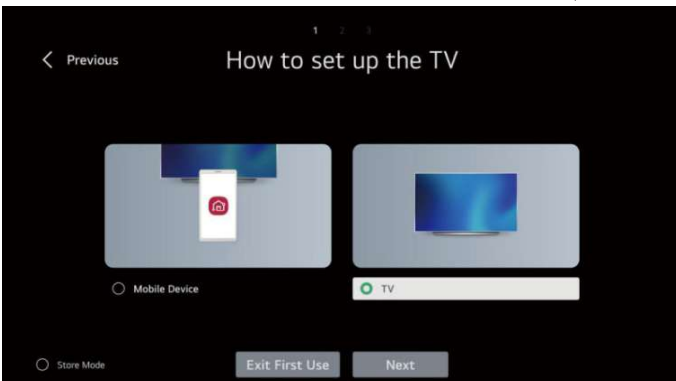 1 2 3
Previous
How to set up the TV
Mobile Device
TV
Store Mode
Exit First Use
Next